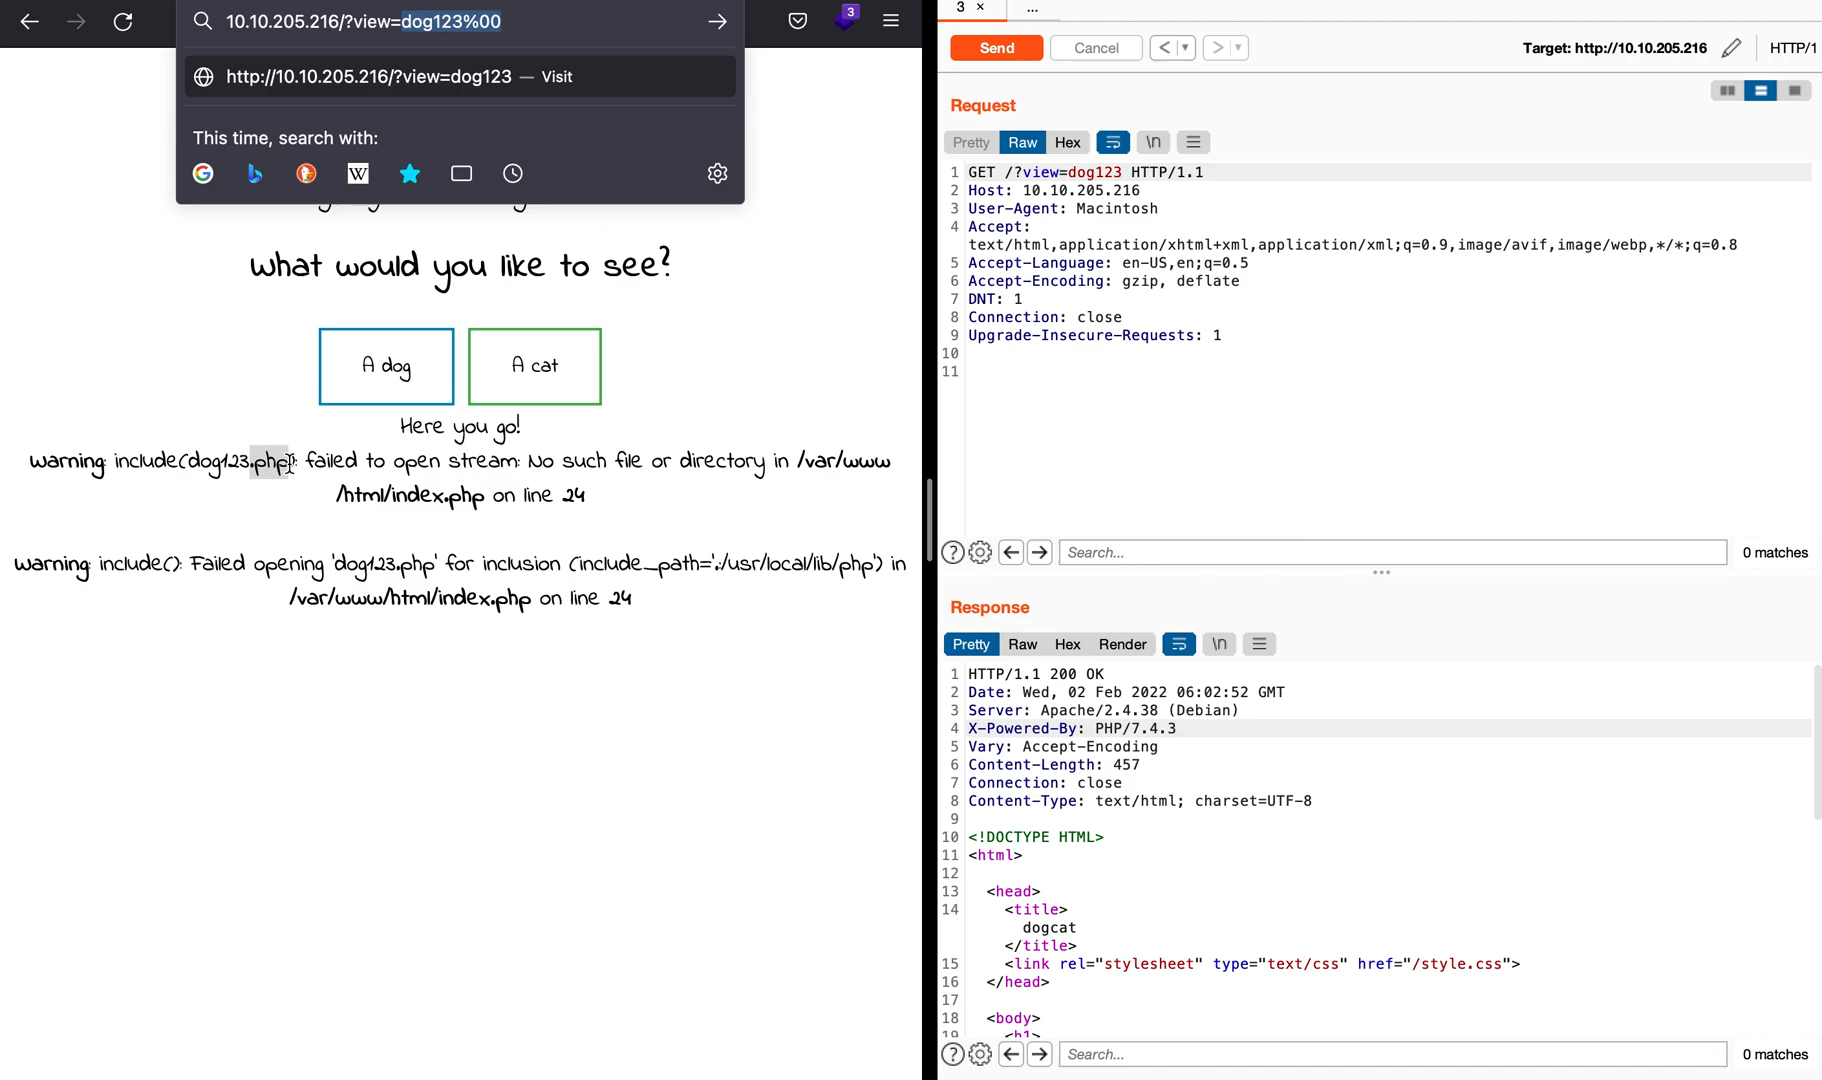 10.10.205.216/?view=dog123%00
3
http://10.10.205.216/?view=dog123 — Visit
This time, search with:
W
What would you like to see?
A dog
A cat
Here you go!
Warning: include(dog123.php): failed to open stream: No such file or directory in /var/www
/html/index.php on line 24
Warning: include(): Failed opening 'dog123.php' for inclusion (include_path='.:/usr/local/lib/php') in
/var/www/html/index.php on line 24
3 ×
...
Send
Cancel
<
>
Target: http://10.10.205.216
HTTP/1
Request
Pretty
Raw
Hex
\n
1 GET /?view=dog123 HTTP/1.1
2 Host: 10.10.205.216
3 User-Agent: Macintosh
4 Accept:
text/html,application/xhtml+xml,application/xml;q=0.9,image/avif,image/webp,*/*;q=0.8
5 Accept-Language: en-US,en;q=0.5
6 Accept-Encoding: gzip, deflate
7 DNT: 1
8 Connection: close
9 Upgrade-Insecure-Requests: 1
10
11
?
Search...
0 matches
Response
Pretty
Raw
Hex
Render
\n
1 HTTP/1.1 200 OK
2 Date: Wed, 02 Feb 2022 06:02:52 GMT
3 Server: Apache/2.4.38 (Debian)
4 X-Powered-By: PHP/7.4.3
5 Vary: Accept-Encoding
6 Content-Length: 457
7 Connection: close
8 Content-Type: text/html; charset=UTF-8
9
10 <!DOCTYPE HTML>
11 <html>
12
13 <head>
14 <title>
dogcat
</title>
15 <link rel="stylesheet" type="text/css" href="/style.css">
16 </head>
17
18 <body>
19 <h1>
?
Search...
0 matches